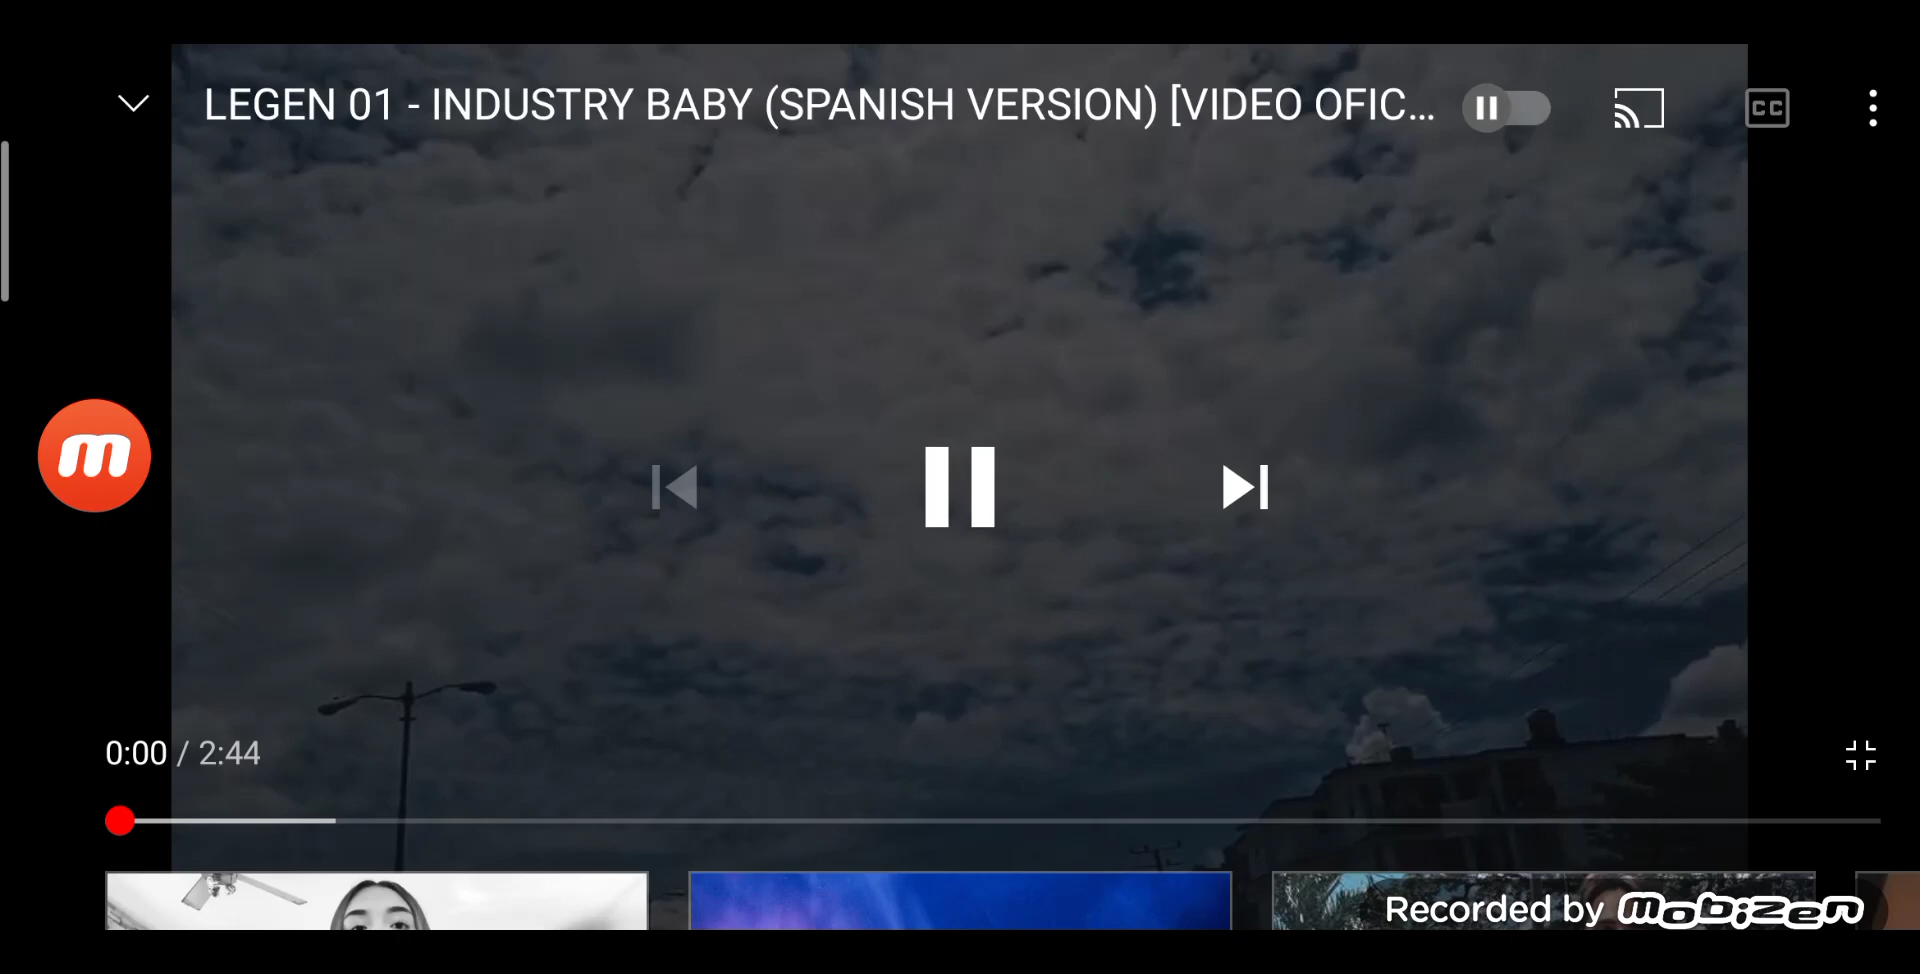 LEGEN 01 - INDUSTRY BABY (SPANISH VERSION) [VIDEO OFIC...
CC
m
0:00 / 2:44
Recorded by mobizen